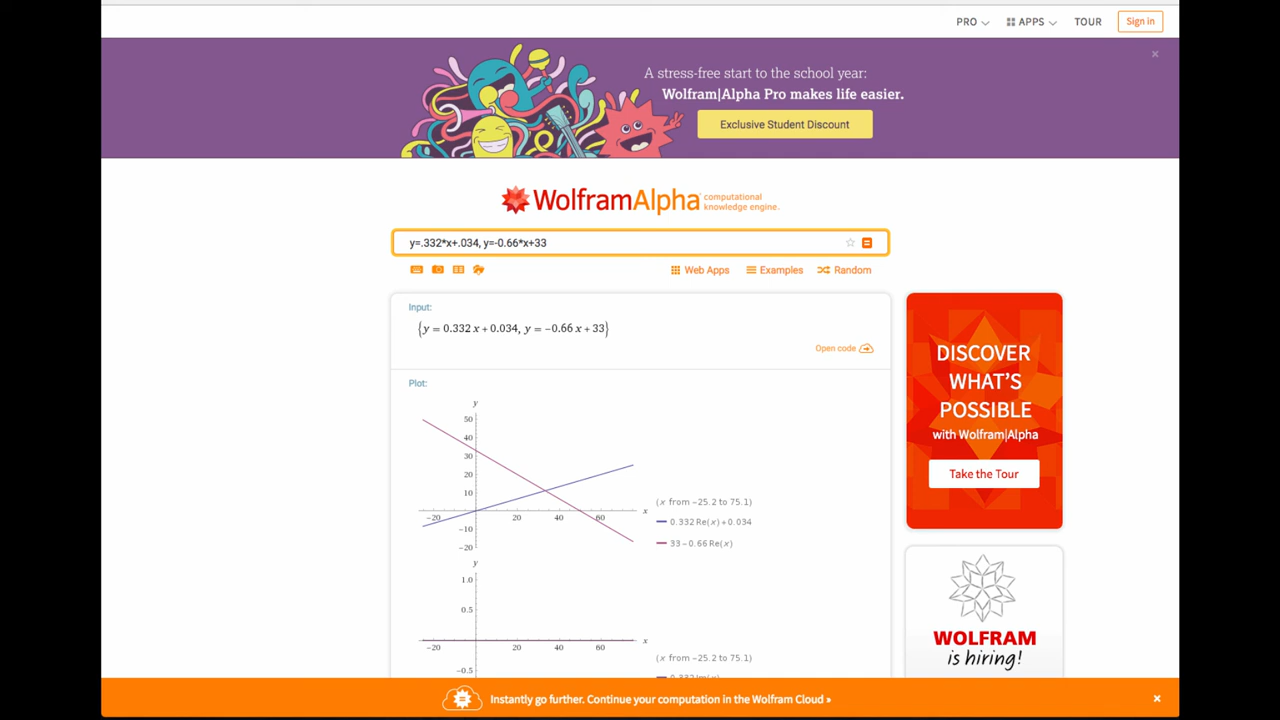 PRO APPS TOUR Sign in
A stress-free start to the school year:
Wolfram|Alpha Pro makes life easier.
Exclusive Student Discount
WolframAlpha computational
knowledge engine.
y=.332*x+.034, y=-0.66*x+33
Web Apps Examples Random
Input:
{y = 0.332 x + 0.034, y = −0.66 x + 33}
Open code
Plot:
y
50
40
30
20
10
−20 20 40 60 x
−10
−20
(x from −25.2 to 75.1)
0.332 Re(x) + 0.034
33 − 0.66 Re(x)
y
1.0
0.5
−20 20 40 60 x
−0.5
(x from −25.2 to 75.1)
DISCOVER
WHAT'S
POSSIBLE
with Wolfram|Alpha
Take the Tour
WOLFRAM
is hiring!
Instantly go further. Continue your computation in the Wolfram Cloud »